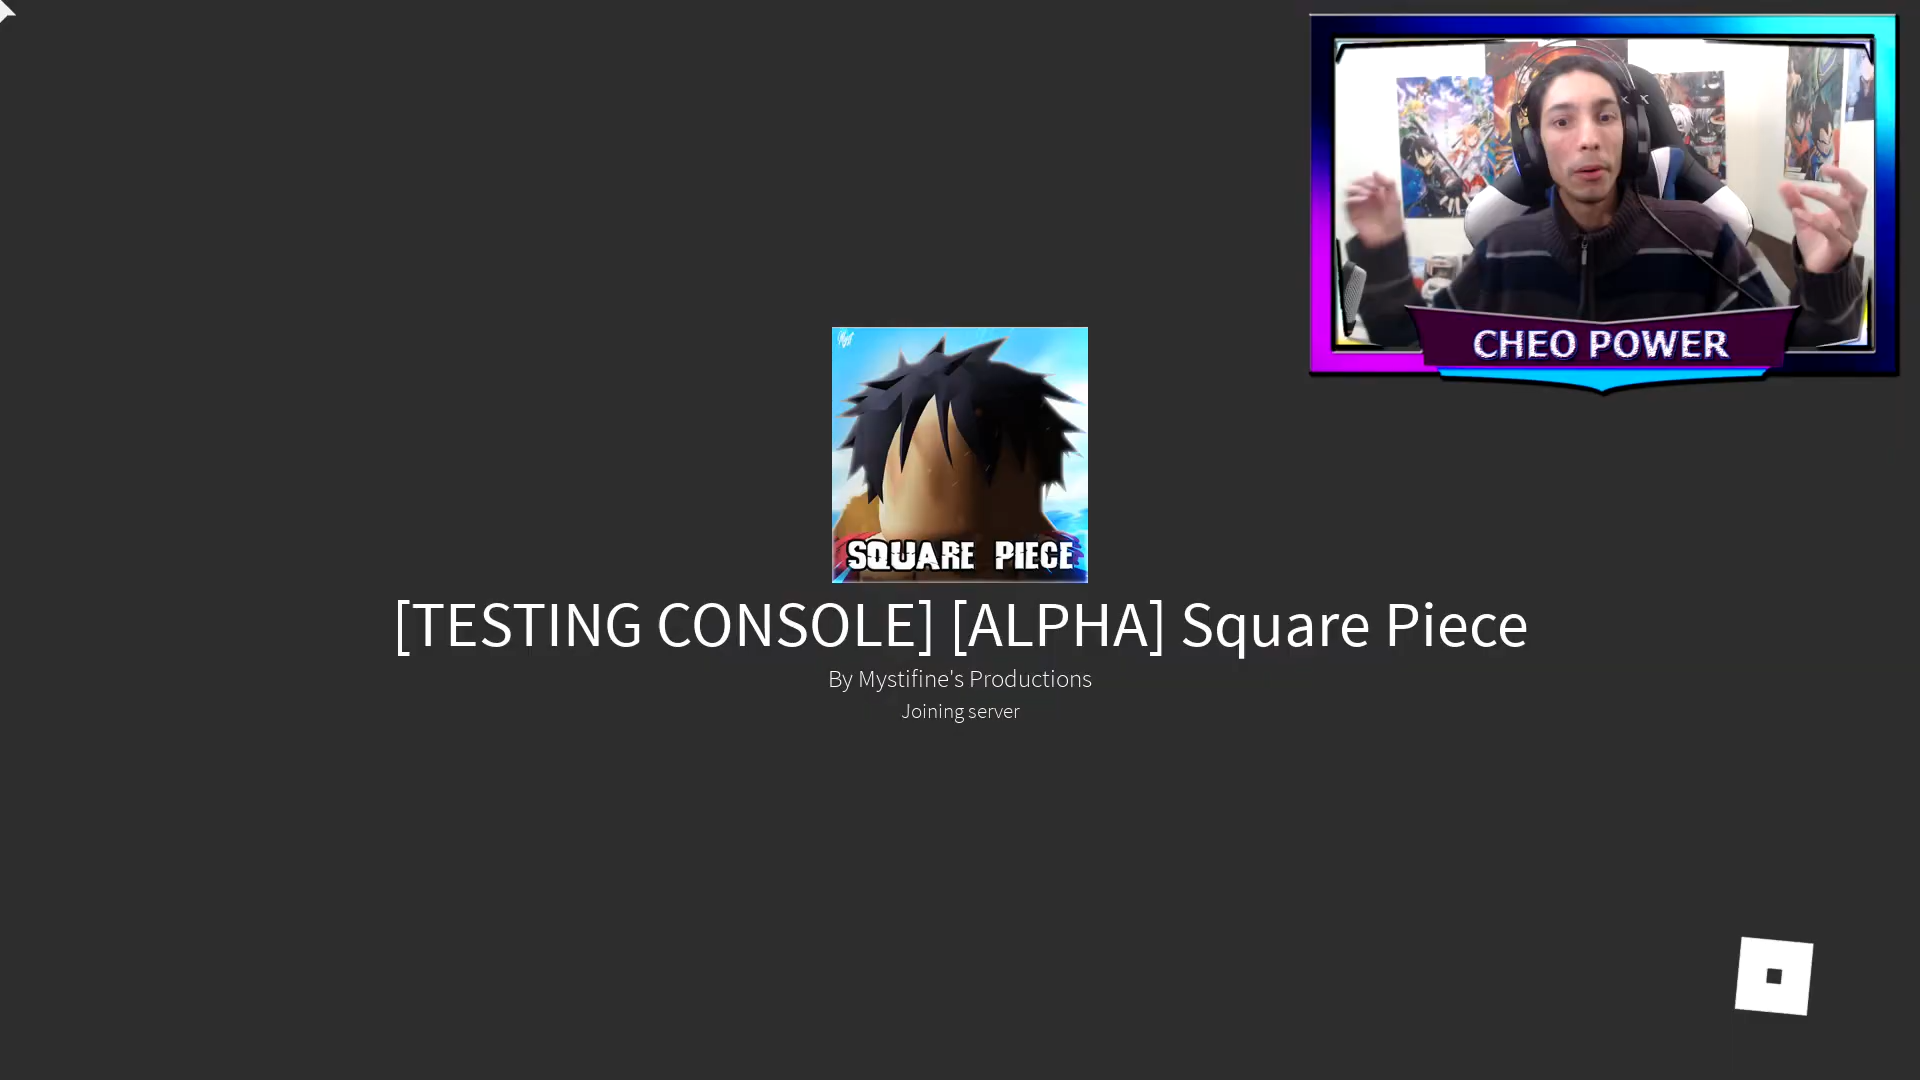 CHEO POWER
SQUARE PIECE
[TESTING CONSOLE] [ALPHA] Square Piece
By Mystifine's Productions
Joining server